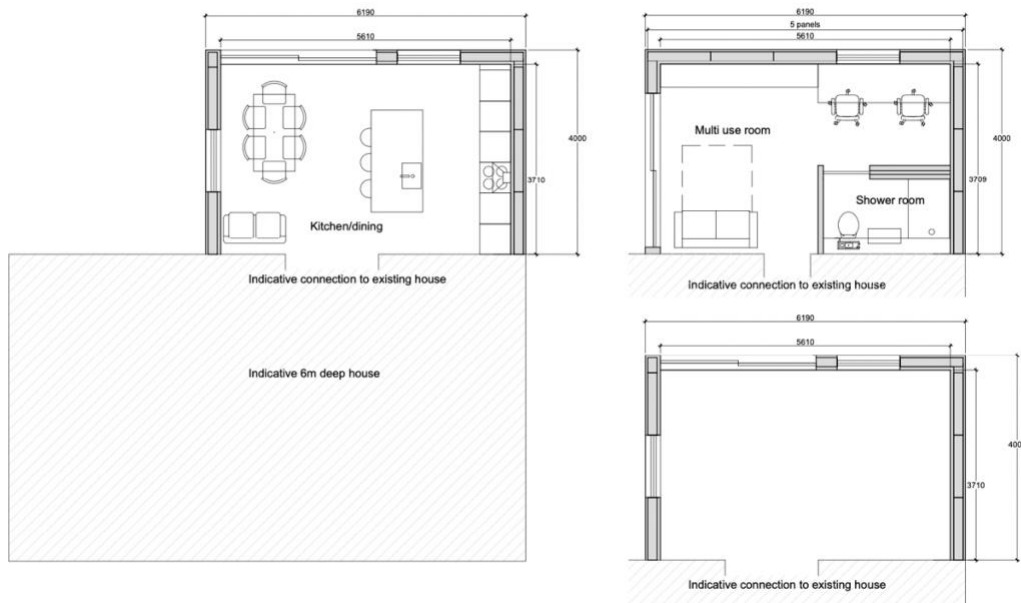 6190
5610
4000
3710
Kitchen/dining
Indicative connection to existing house
Indicative 6m deep house
6190
5 panels
5610
4000
3709
Multi use room
Shower room
Indicative connection to existing house
6190
5610
400
3710
Indicative connection to existing house